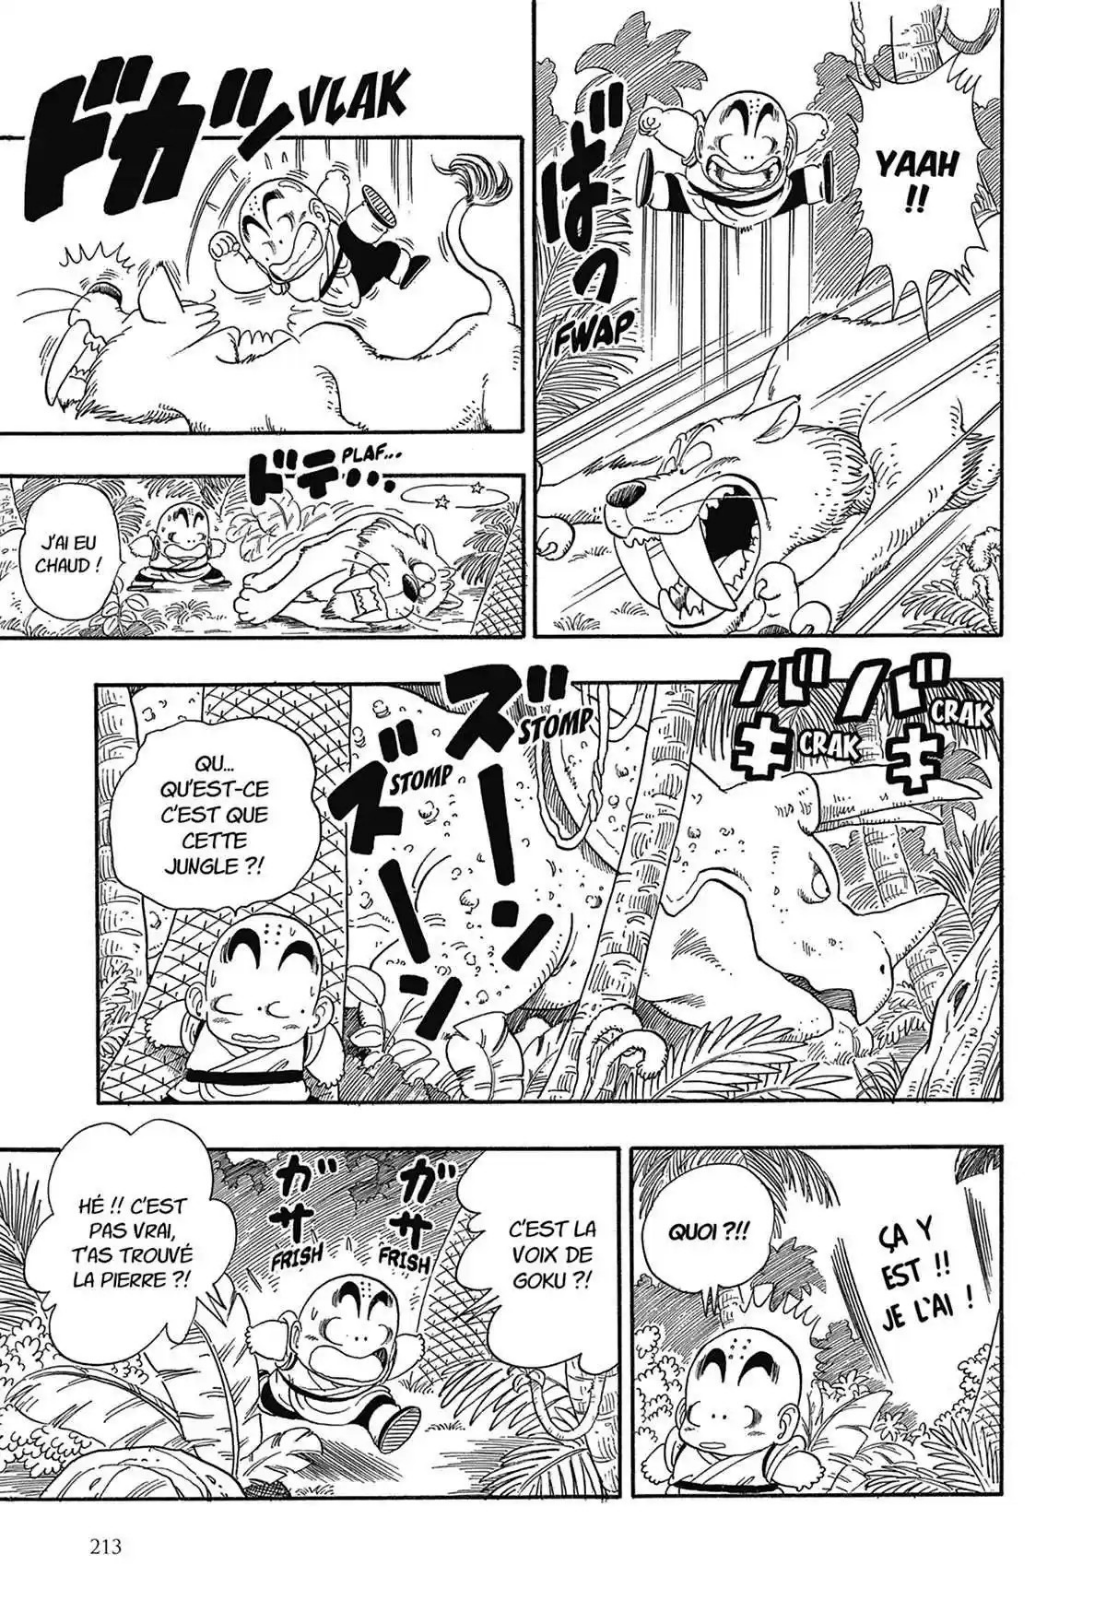 YAAH
!!
ばっ
FWAP
ドカッ
VLAK
ドテ...
PLAF...
J'AI EU
CHAUD !
バキ
CRAK
バキ
CRAK
ズーン
STOMP
ズーン
STOMP
QU...
QU'EST-CE
C'EST QUE
CETTE
JUNGLE ?!
ÇA Y
EST !!
JE L'AI !
QUOI ?!!
C'EST LA
VOIX DE
GOKU ?!
ガサ
FRISH
ガサ
FRISH
HÉ !! C'EST
PAS VRAI,
T'AS TROUVÉ
LA PIERRE ?!
213